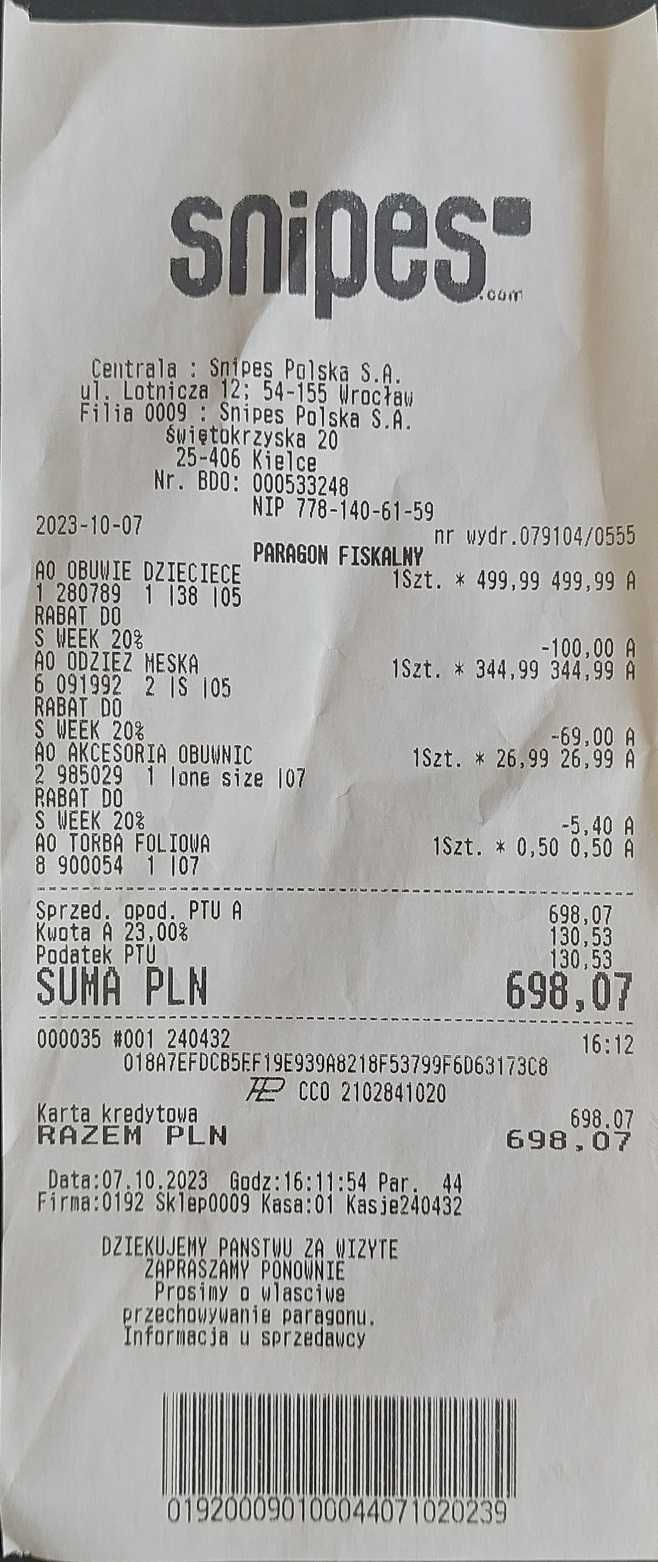 snipes
.com
Centrala : Snipes Polska S.A.
ul. Lotnicza 12; 54-155 Wrocław
Filia 0009 : Snipes Polska S.A.
Świętokrzyska 20
25-406 Kielce
Nr. BDO: 000533248
NIP 778-140-61-59
2023-10-07 nr wydr.079104/0555
PARAGON FISKALNY
AO OBUWIE DZIECIECE 1Szt. * 499,99 499,99 A
1 280789 1 |38 |05
RABAT DO
S WEEK 20% -100,00 A
AO ODZIEZ MESKA 1Szt. * 344,99 344,99 A
6 091992 2 |S |05
RABAT DO
S WEEK 20% -69,00 A
AO AKCESORIA OBUWNIC 1Szt. * 26,99 26,99 A
2 985029 1 |one size |07
RABAT DO
S WEEK 20% -5,40 A
AO TORBA FOLIOWA 1Szt. * 0,50 0,50 A
8 900054 1 |07
Sprzed. opod. PTU A 698,07
Kwota A 23,00% 130,53
Podatek PTU 130,53
SUMA PLN 698,07
000035 #001 240432 16:12
018A7EFDCB5EF19E939A8218F53799F6D63173C8
CCO 2102841020
Karta kredytowa 698.07
RAZEM PLN 698,07
Data:07.10.2023 Godz:16:11:54 Par. 44
Firma:0192 Sklep0009 Kasa:01 Kasje240432
DZIEKUJEMY PANSTWU ZA WIZYTE
ZAPRASZAMY PONOWNIE
Prosimy o wlasciwe
przechowywanie paragonu.
Informacja u sprzedawcy
019200090100044071020239